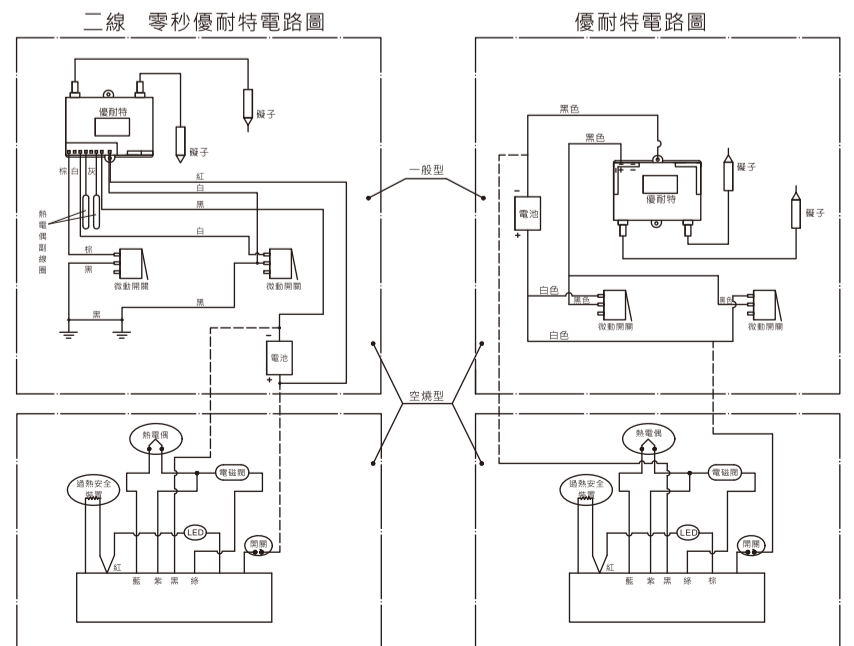 二線 零秒優耐特電路圖
優耐特
礙子
礙子
棕 白 灰
紅
白
黑
白
熱電偶副線圈
棕
黑
微動開關
微動開關
黑
黑
－
電池
+
優耐特電路圖
黑色
黑色
－
電池
+
優耐特
礙子
礙子
白色
黑色
微動開關
黑色
微動開關
白色
一般型
空燒型
熱電偶
過熱安全
裝置
電磁閥
LED
開關
紅
藍 紫 黑 綠
熱電偶
過熱安全
裝置
電磁閥
LED
開關
紅
藍 紫 黑 綠 棕